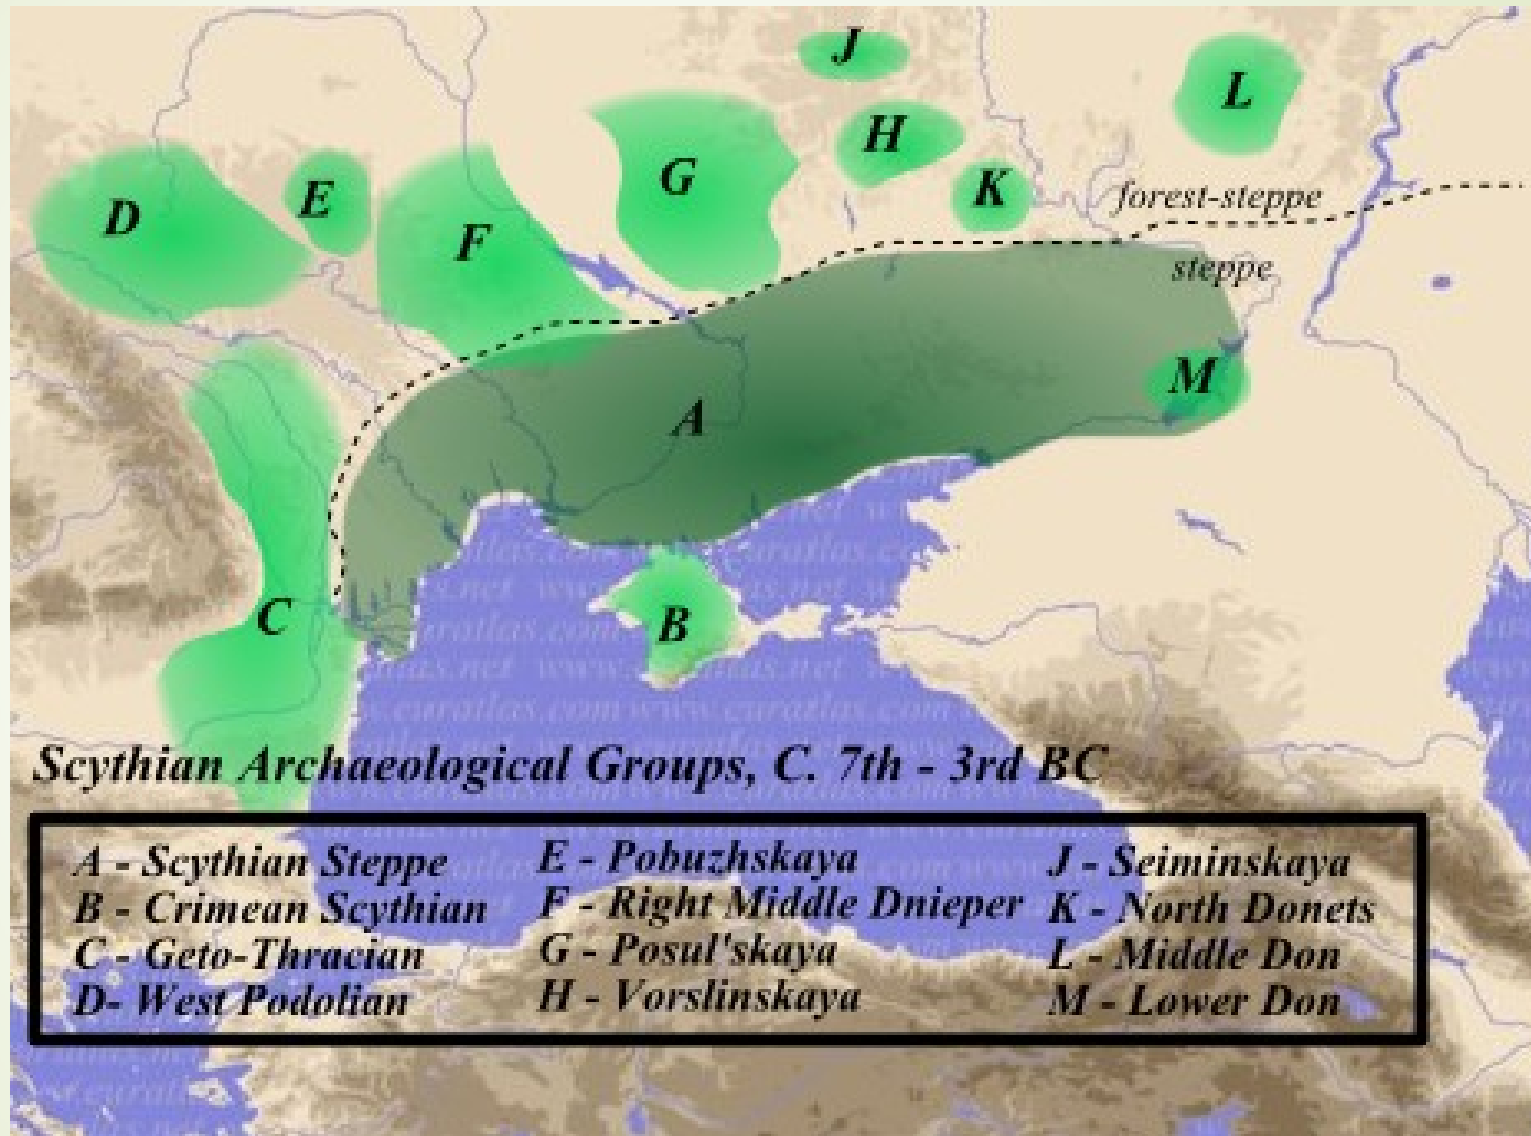 J
L
H
G
K
D
E
F
forest-steppe
steppe
M
A
C
B
Scythian Archaeological Groups, C. 7th - 3rd BC
A - Scythian Steppe
B - Crimean Scythian
C - Geto-Thracian
D- West Podolian
E - Pobuzhskaya
F - Right Middle Dnieper
G - Posul'skaya
H - Vorslinskaya
J - Seiminskaya
K - North Donets
L - Middle Don
M - Lower Don